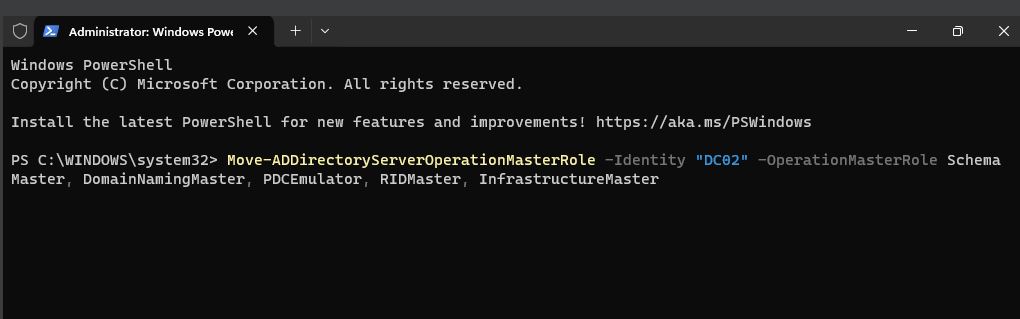 Administrator: Windows Powe
Windows PowerShell
Copyright (C) Microsoft Corporation. All rights reserved.
Install the latest PowerShell for new features and improvements! https://aka.ms/PSWindows
PS C:\WINDOWS\system32> Move-ADDirectoryServerOperationMasterRole -Identity "DC02" -OperationMasterRole Schema
Master, DomainNamingMaster, PDCEmulator, RIDMaster, InfrastructureMaster